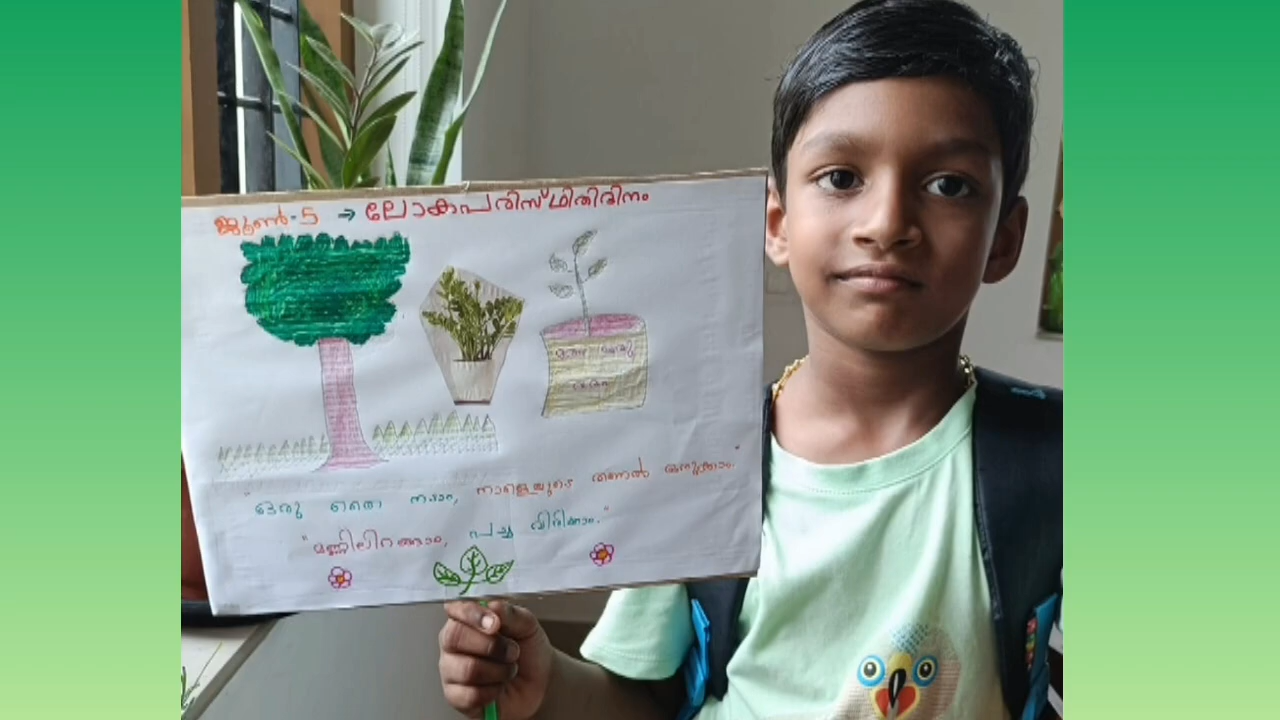 ജൂൺ-5 → ലോകപരിസ്ഥിതിദിനം
"ഒരു തൈ നടാം, നാളെയുടെ തണൽ ഒരുക്കാം."
"മണ്ണിലിറങ്ങാം, പച്ച വിരിക്കാം."